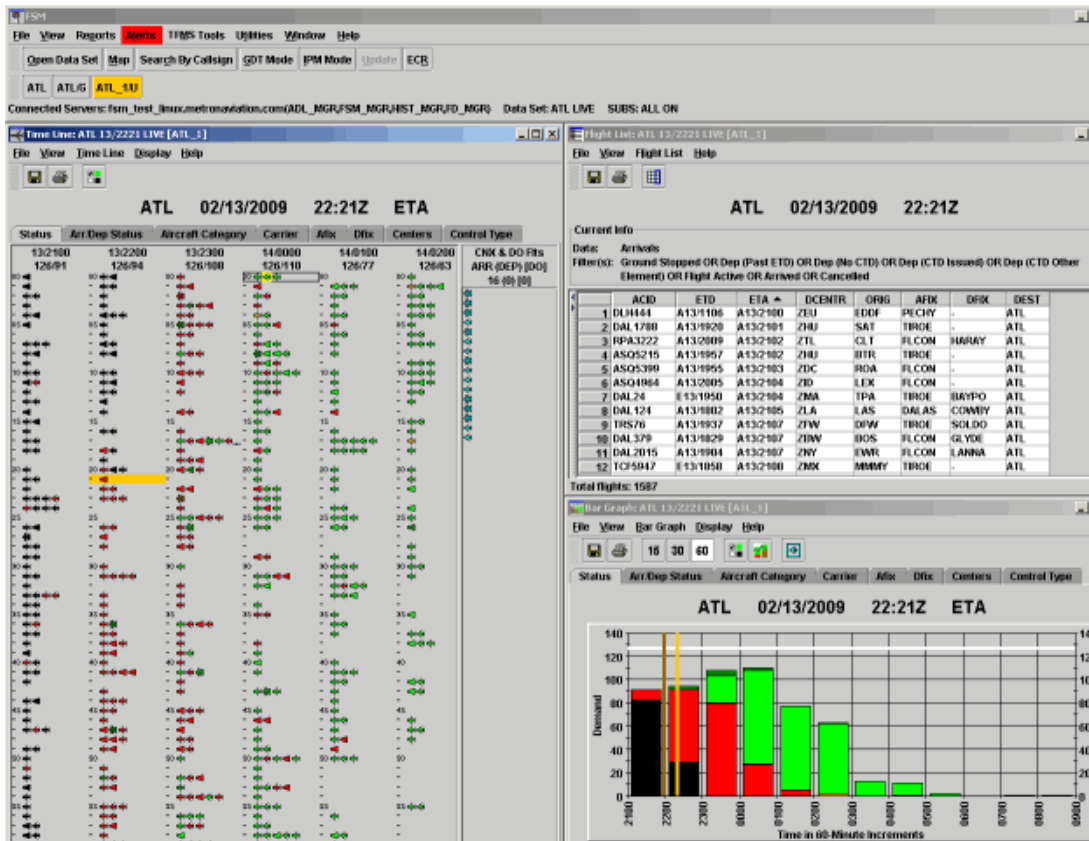 FSM
File View Reports Alerts TFMS Tools Utilities Window Help
Open Data Set Map Search By Callsign GDT Mode IPM Mode Update ECR
ATL ATL/G ATL_1/U
Connected Servers: fsm_test_linux.metronaviation.com(ADL_MGR,FSM_MGR,HIST_MGR,FD_MGR) Data Set: ATL LIVE SUBS: ALL ON
Time Line: ATL 13/2221 LIVE [ATL_1]
File View Time Line Display Help
ATL 02/13/2009 22:21Z ETA
Status Arr/Dep Status Aircraft Category Carrier Afix Dfix Centers Control Type
13/2100 13/2200 13/2300 14/0000 14/0100 14/0200 CNX & DO Flts
126/91 126/94 126/108 126/110 126/77 126/63 ARR (DEP) [DO]
16 (0) [0]
Flight List: ATL 13/2221 LIVE [ATL_1]
File View Flight List Help
ATL 02/13/2009 22:21Z
Current Info
Data: Arrivals
Filter(s): Ground Stopped OR Dep (Past ETD) OR Dep (No CTD) OR Dep (CTD Issued) OR Dep (CTD Other
Element) OR Flight Active OR Arrived OR Cancelled
ACID ETD ETA DCENTR ORIG AFIX DFIX DEST
1 DLH444 A13/1106 A13/2100 ZEU EDDF PECHY - ATL
2 DAL1788 A13/1920 A13/2101 ZHU SAT TIROE - ATL
3 RPA3222 A13/2009 A13/2102 ZTL CLT FLCON HARAY ATL
4 ASQ5215 A13/1957 A13/2102 ZHU BTR TIROE - ATL
5 ASQ5399 A13/1955 A13/2103 ZDC ROA FLCON - ATL
6 ASQ4964 A13/2005 A13/2104 ZID LEX FLCON - ATL
7 DAL24 E13/1950 A13/2104 ZMA TPA TIROE BAYPO ATL
8 DAL124 A13/1802 A13/2105 ZLA LAS DALAS COWBY ATL
9 TRS76 A13/1937 A13/2107 ZFW DFW TIROE SOLDO ATL
10 DAL379 A13/1829 A13/2107 ZBW BOS FLCON GLYDE ATL
11 DAL2015 A13/1904 A13/2107 ZNY EWR FLCON LANNA ATL
12 TCF5947 E13/1858 A13/2108 ZMX MMMY TIROE - ATL
Total flights: 1587
Bar Graph: ATL 13/2221 LIVE [ATL_1]
File View Bar Graph Display Help
30 60
Status Arr/Dep Status Aircraft Category Carrier Afix Dfix Centers Control Type
ATL 02/13/2009 22:21Z ETA
Demand
140
120
100
80
60
40
20
0
2100 2200 2300 0000 0100 0200 0300 0400 0500 0600 0700 0800 0900
Time in 60-Minute Increments